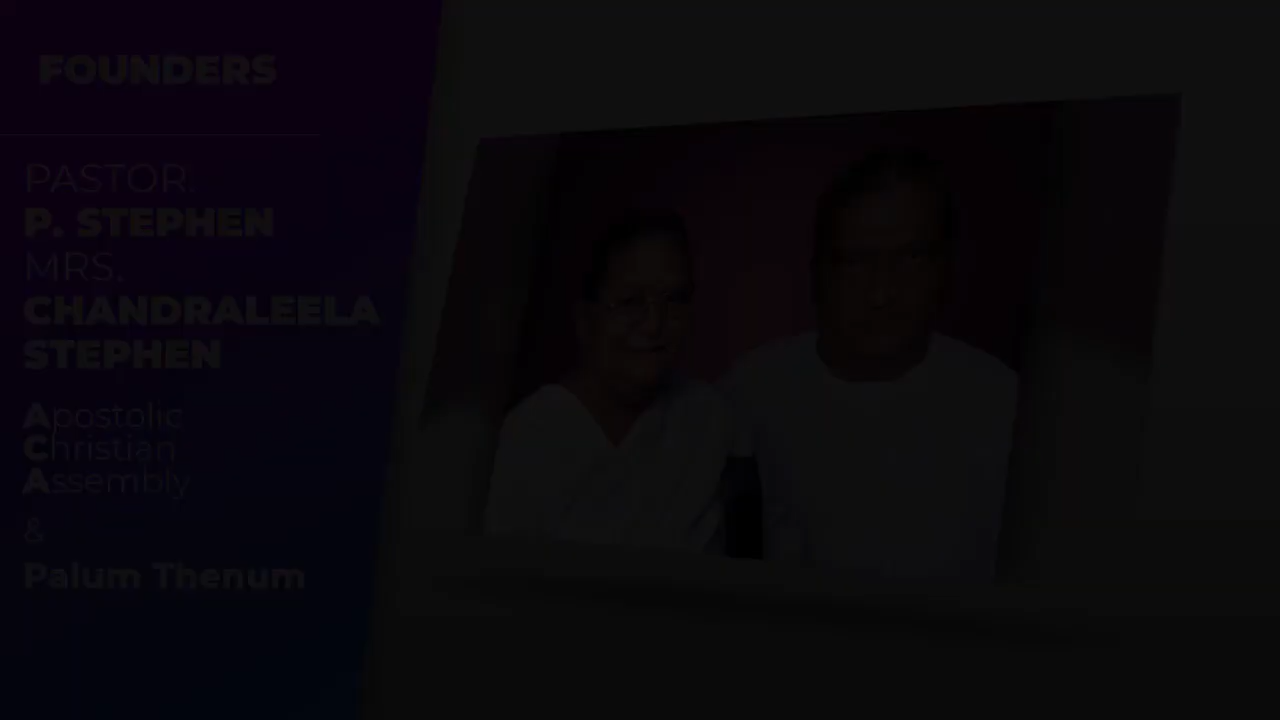 FOUNDERS
PASTOR.
P. STEPHEN
MRS.
CHANDRALEELA
STEPHEN
Apostolic
Christian
Assembly
&
Palum Thenum